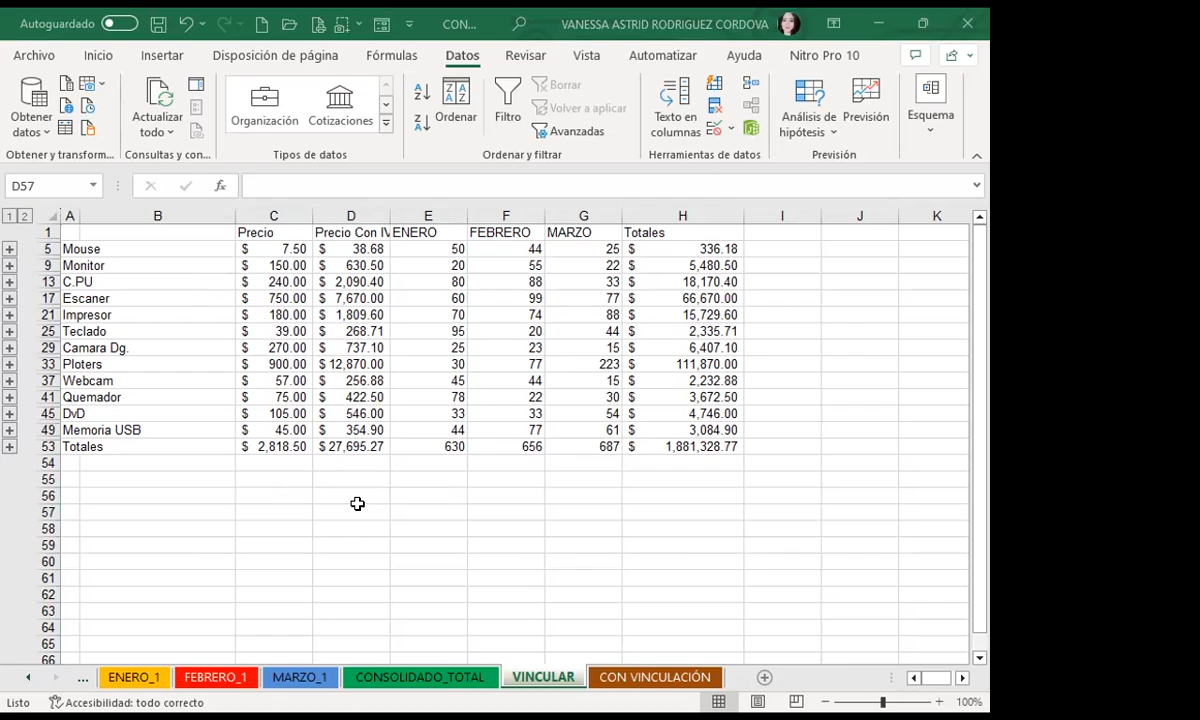 Autoguardado CON... VANESSA ASTRID RODRIGUEZ CORDOVA
Archivo Inicio Insertar Disposición de página Fórmulas Datos Revisar Vista Automatizar Ayuda Nitro Pro 10
Obtener datos Actualizar todo Organización Cotizaciones Ordenar Filtro Borrar Volver a aplicar Avanzadas Texto en columnas Análisis de hipótesis Previsión Esquema
Obtener y transform... Consultas y con... Tipos de datos Ordenar y filtrar Herramientas de datos Previsión
D57 fx
1 2 A B C D E F G H I J K
1 Precio Precio Con IV ENERO FEBRERO MARZO Totales
5 Mouse $ 7.50 $ 38.68 50 44 25 $ 336.18
9 Monitor $ 150.00 $ 630.50 20 55 22 $ 5,480.50
13 C.PU $ 240.00 $ 2,090.40 80 88 33 $ 18,170.40
17 Escaner $ 750.00 $ 7,670.00 60 99 77 $ 66,670.00
21 Impresor $ 180.00 $ 1,809.60 70 74 88 $ 15,729.60
25 Teclado $ 39.00 $ 268.71 95 20 44 $ 2,335.71
29 Camara Dg. $ 270.00 $ 737.10 25 23 15 $ 6,407.10
33 Ploters $ 900.00 $ 12,870.00 30 77 223 $ 111,870.00
37 Webcam $ 57.00 $ 256.88 45 44 15 $ 2,232.88
41 Quemador $ 75.00 $ 422.50 78 22 30 $ 3,672.50
45 DvD $ 105.00 $ 546.00 33 33 54 $ 4,746.00
49 Memoria USB $ 45.00 $ 354.90 44 77 61 $ 3,084.90
53 Totales $ 2,818.50 $ 27,695.27 630 656 687 $ 1,881,328.77
54
55
56
57
58
59
60
61
62
63
64
65
66
... ENERO_1 FEBRERO_1 MARZO_1 CONSOLIDADO_TOTAL VINCULAR CON VINCULACIÓN
Listo Accesibilidad: todo correcto 100%